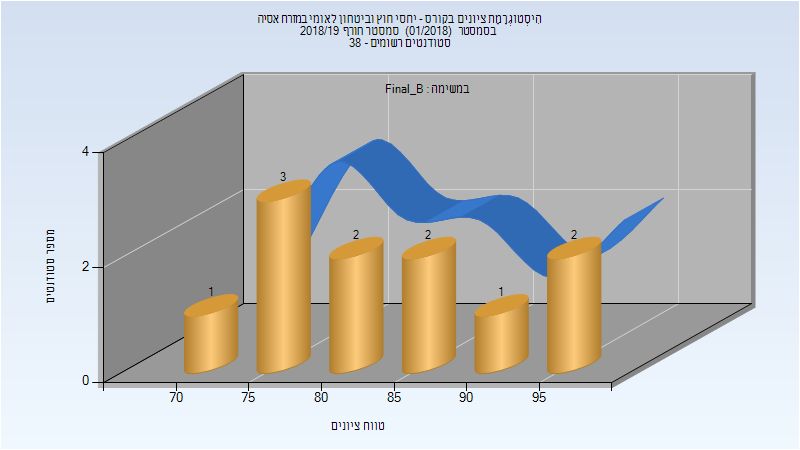 היסטוגרמת ציונים בקורס - יחסי חוץ וביטחון לאומי במזרח אסיה
בסמסטר (01/2018) סמסטר חורף 2018/19
סטודנטים רשומים - 38
במשימה : Final_B
מספר סטודנטים
4
2
0
1
3
2
2
1
2
70
75
80
85
90
95
טווח ציונים